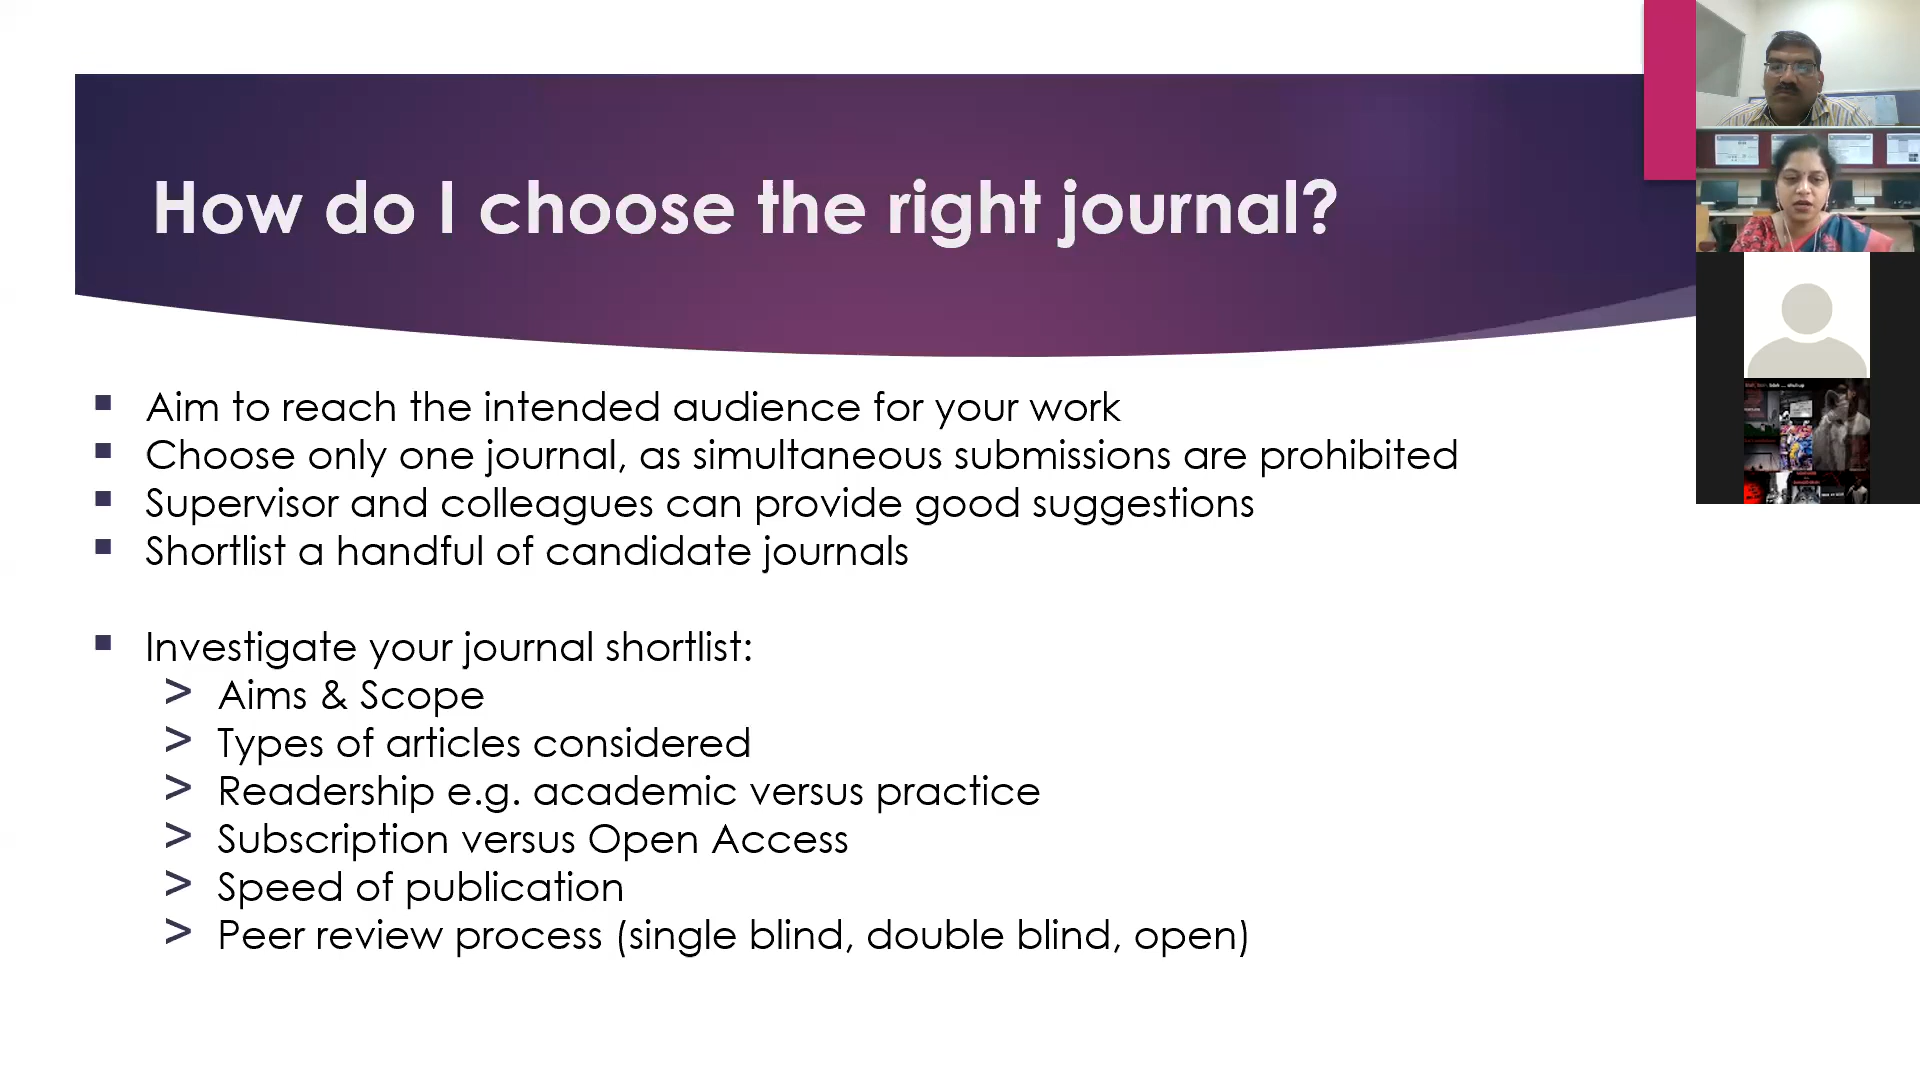 How do I choose the right journal?
Aim to reach the intended audience for your work
Choose only one journal, as simultaneous submissions are prohibited
Supervisor and colleagues can provide good suggestions
Shortlist a handful of candidate journals
Investigate your journal shortlist:
> Aims & Scope
> Types of articles considered
> Readership e.g. academic versus practice
> Subscription versus Open Access
> Speed of publication
> Peer review process (single blind, double blind, open)